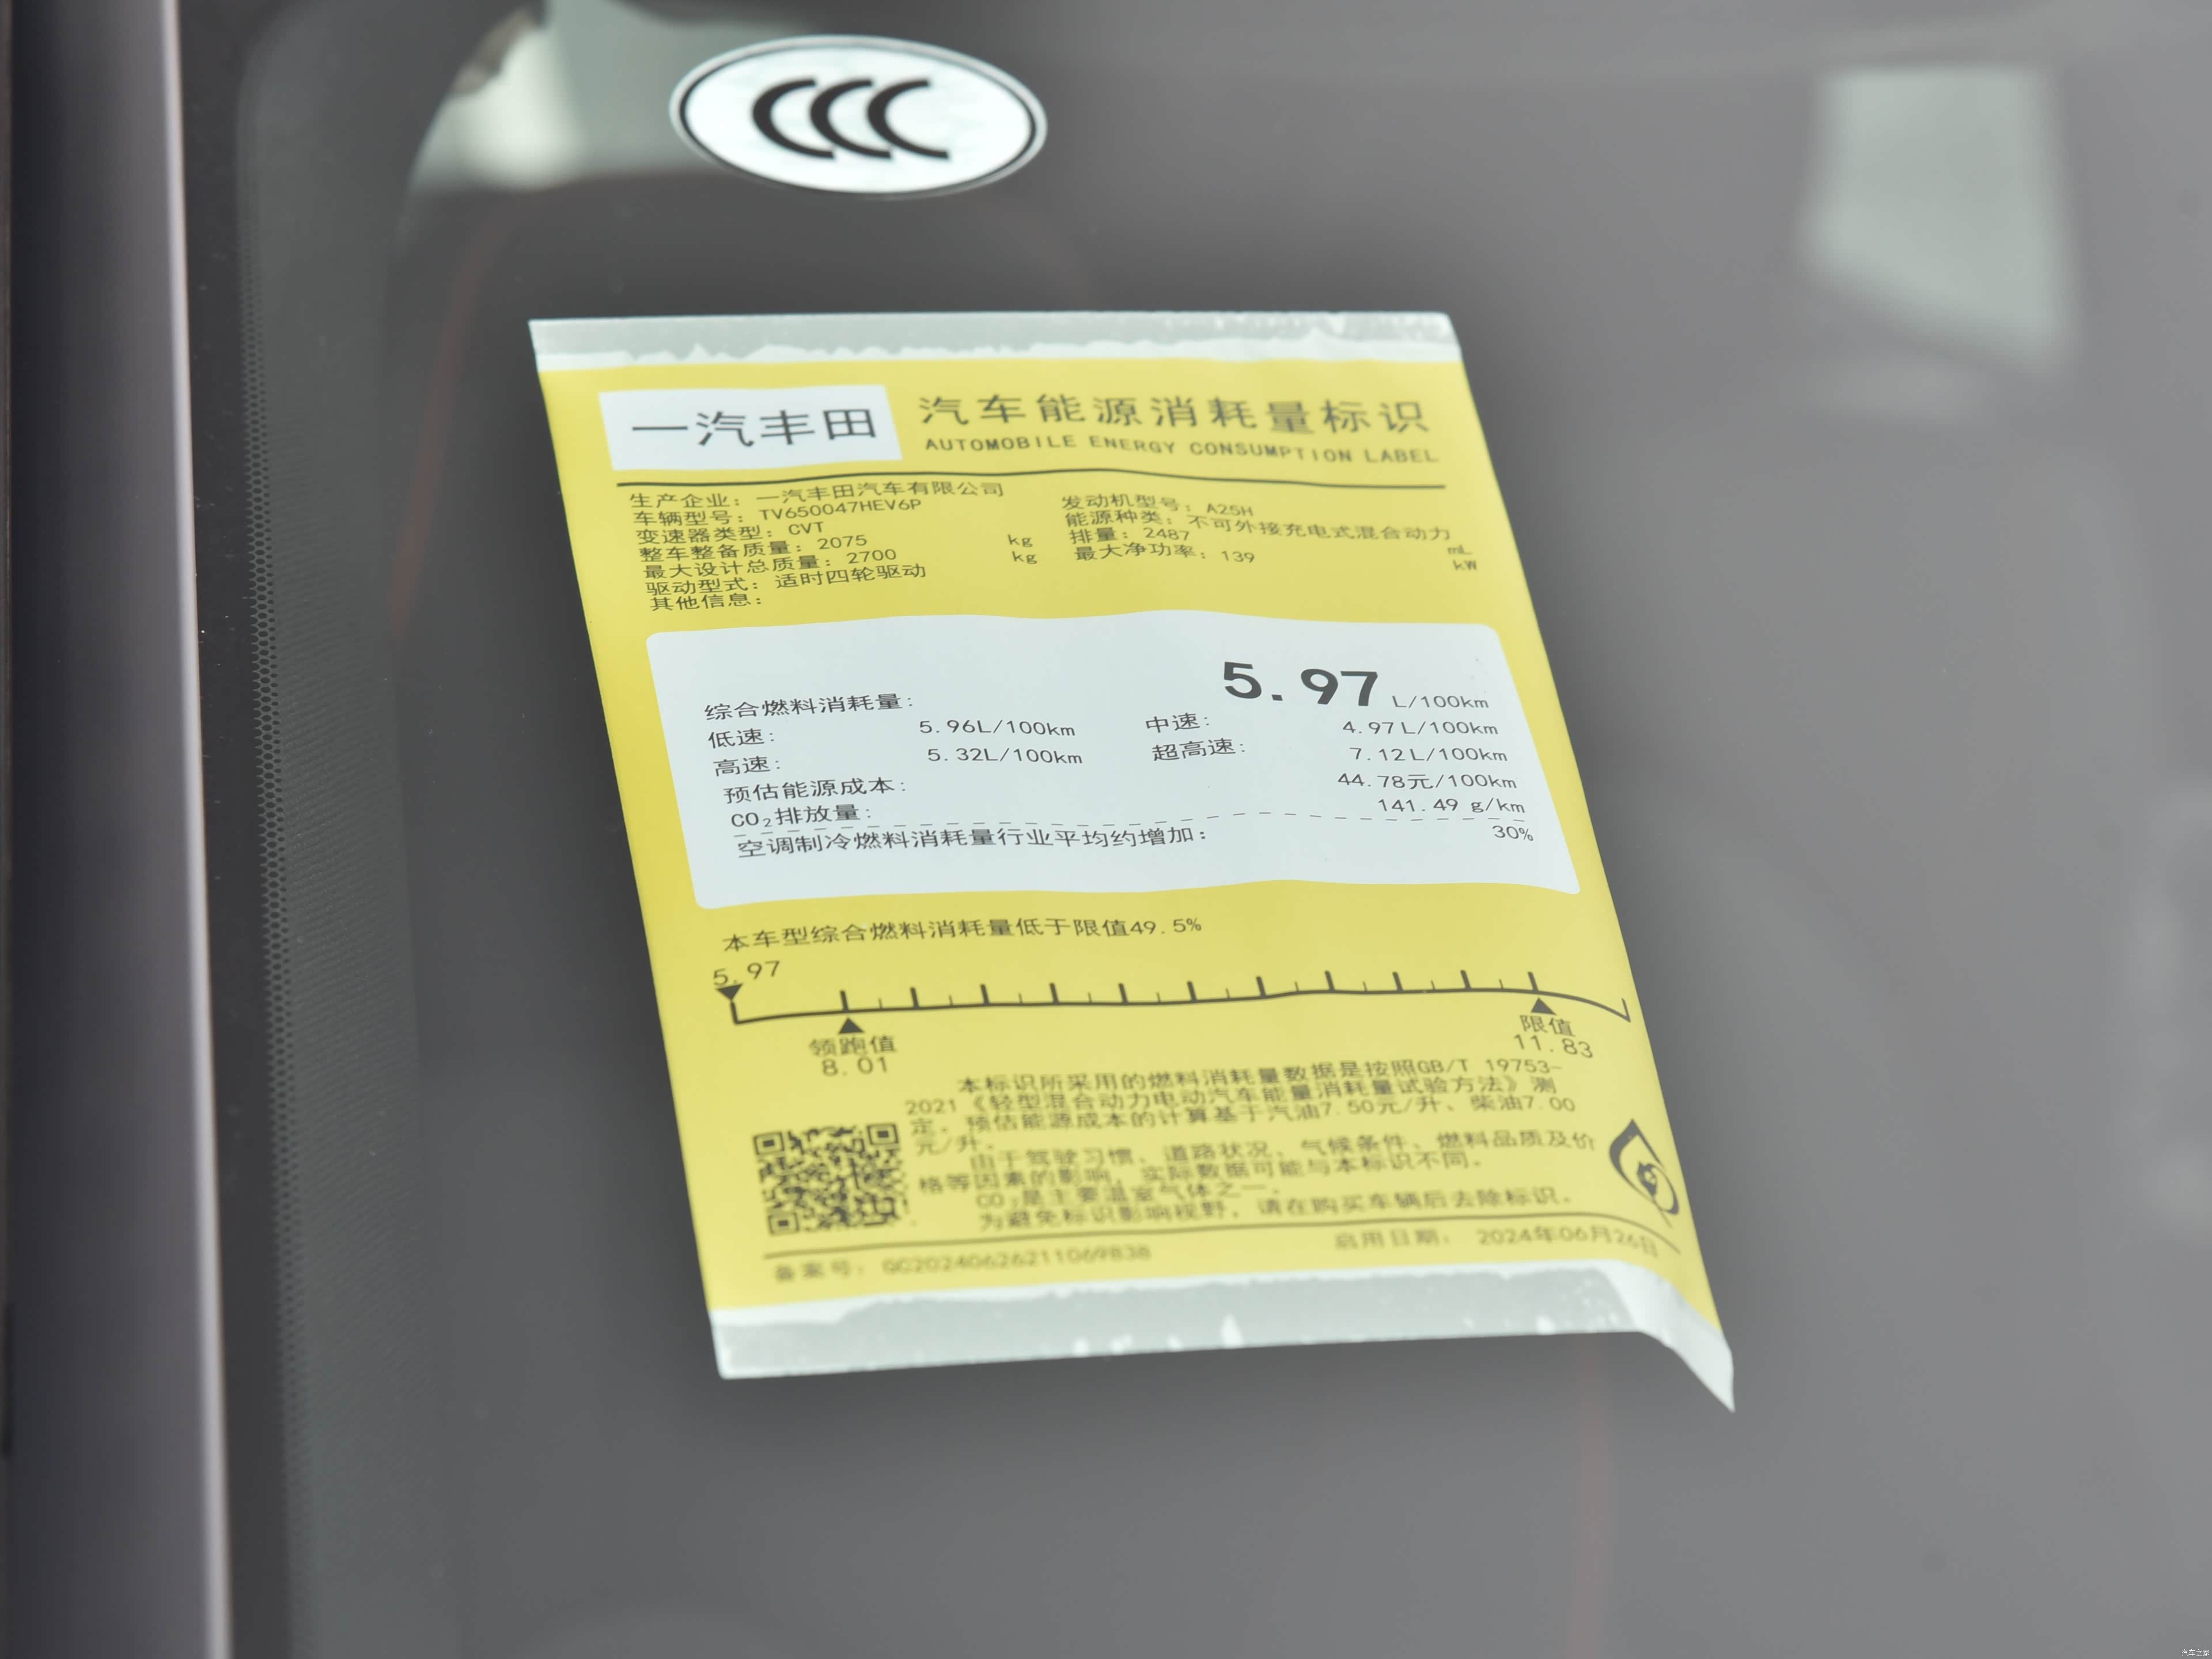 CCC
一汽丰田
汽车能源消耗量标识
AUTOMOBILE ENERGY CONSUMPTION LABEL
生产企业：一汽丰田汽车有限公司
车辆型号：TV650047HEV6P
变速器类型：CVT
整车整备质量：2075 kg
最大设计总质量：2700 kg
驱动型式：适时四轮驱动
其他信息：
发动机型号：A25H
能源种类：不可外接充电式混合动力
排量：2487 mL
最大净功率：139 kW
综合燃料消耗量： 5.97 L/100km
低速： 5.96L/100km 中速： 4.97L/100km
高速： 5.32L/100km 超高速： 7.12L/100km
预估能源成本： 44.78元/100km
CO₂排放量： 141.49 g/km
空调制冷燃料消耗量行业平均约增加： 30%
本车型综合燃料消耗量低于限值49.5%
5.97
领跑值 限值
8.01 11.83
本标识所采用的燃料消耗量数据是按照GB/T 19753-
2021《轻型混合动力电动汽车能量消耗量试验方法》测
定。预估能源成本的计算基于汽油7.50元/升、柴油7.00
元/升。
由于驾驶习惯、道路状况、气候条件、燃料品质及价
格等因素的影响，实际数据可能与本标识不同。
CO₂是主要温室气体之一。
为避免标识影响视野，请在购买车辆后去除标识。
备案号：QC20240626211069838 启用日期： 2024年06月26日
汽车之家